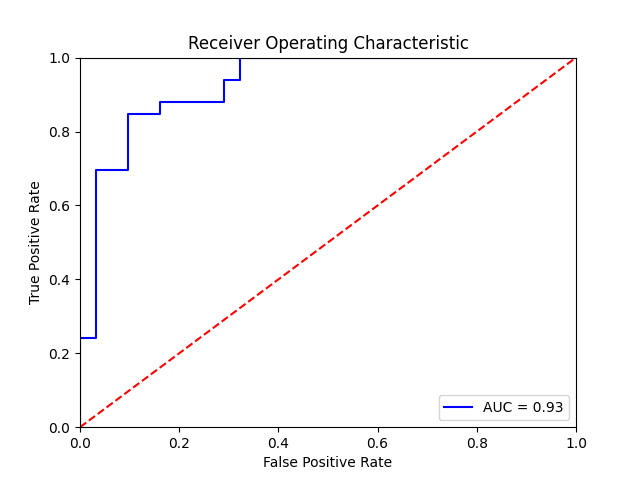 Receiver Operating Characteristic
True Positive Rate
1.0
0.8
0.6
0.4
0.2
0.0
AUC = 0.93
0.0 0.2 0.4 0.6 0.8 1.0
False Positive Rate